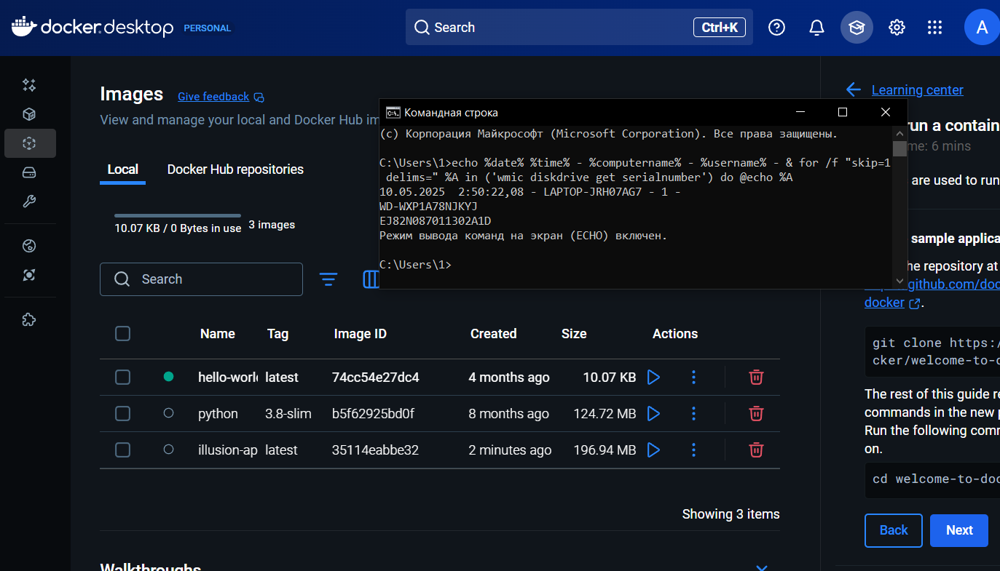 docker.desktop PERSONAL
Search Ctrl+K
A
Images Give feedback
View and manage your local and Docker Hub
Local Docker Hub repositories
10.07 KB / 0 Bytes in use 3 images
Search
Командная строка
(c) Корпорация Майкрософт (Microsoft Corporation). Все права защищены.
C:\Users\1>echo %date% %time% - %computername% - %username% - & for /f "skip=1
delims=" %A in ('wmic diskdrive get serialnumber') do @echo %A
10.05.2025  2:50:22,08 - LAPTOP-JRH07AG7 - 1 -
WD-WXP1A78NJKYJ
EJ82N087011302A1D
Режим вывода команд на экран (ECHO) включен.
C:\Users\1>
Name Tag Image ID Created Size Actions
hello-worl latest 74cc54e27dc4 4 months ago 10.07 KB
python 3.8-slim b5f62925bd0f 8 months ago 124.72 MB
illusion-ap latest 35114eabbe32 2 minutes ago 196.94 MB
Showing 3 items
Walkthroughs
Learning center
run a contain
me: 6 mins
are used to run
sample applica
he repository at
github.com/doc
docker.
git clone https:/
cker/welcome-to-d
The rest of this guide re
commands in the new p
Run the following comm
on.
cd welcome-to-doc
Back Next